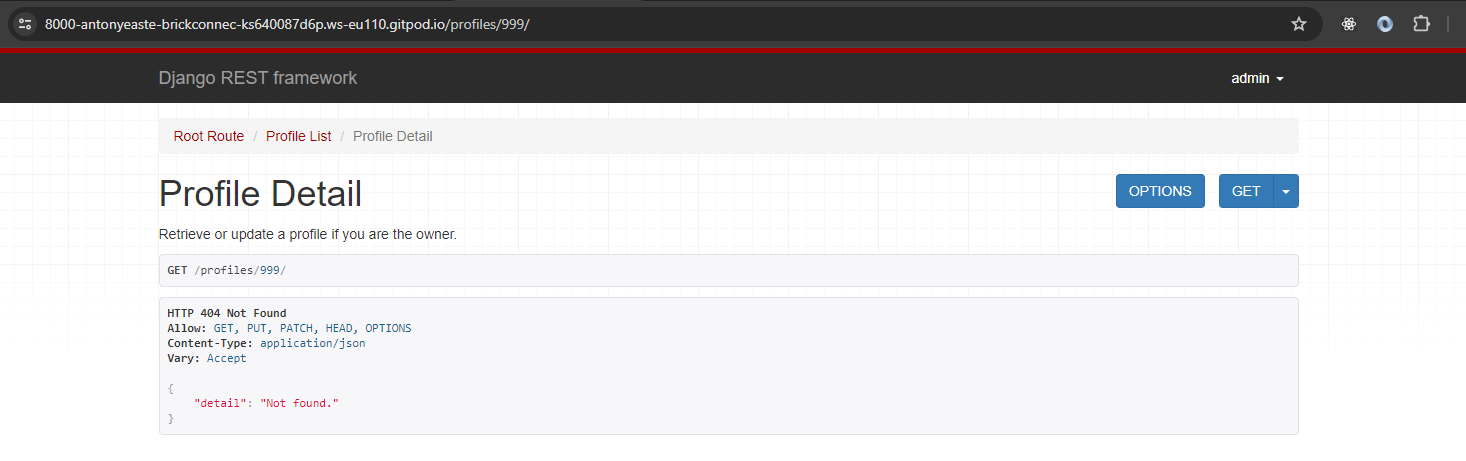 8000-antonyeaste-brickconnec-ks640087d6p.ws-eu110.gitpod.io/profiles/999/
Django REST framework
admin
Root Route / Profile List / Profile Detail
Profile Detail
OPTIONS
GET
Retrieve or update a profile if you are the owner.
GET /profiles/999/
HTTP 404 Not Found
Allow: GET, PUT, PATCH, HEAD, OPTIONS
Content-Type: application/json
Vary: Accept
{
    "detail": "Not found."
}